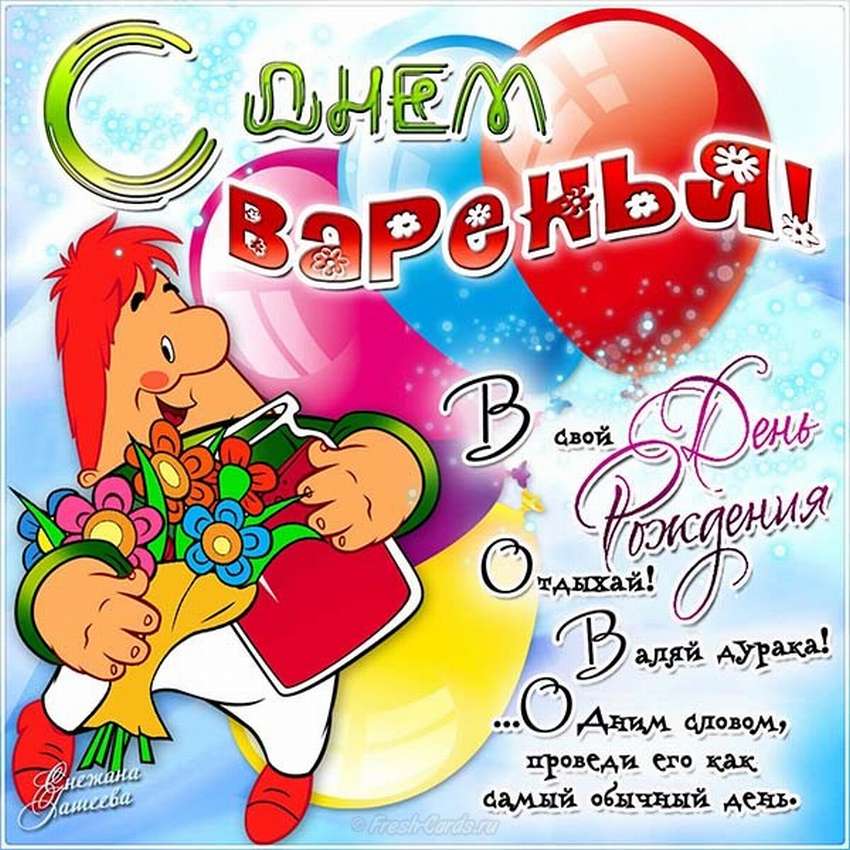 С ДНЕМ
ВАРЕНЬЯ!
В свой День
Рождения
Отдыхай!
Валяй дурака!
...Одним словом,
проведи его как
самый обычный день.
Снежана
Затеева
© Fresh-Cards.ru